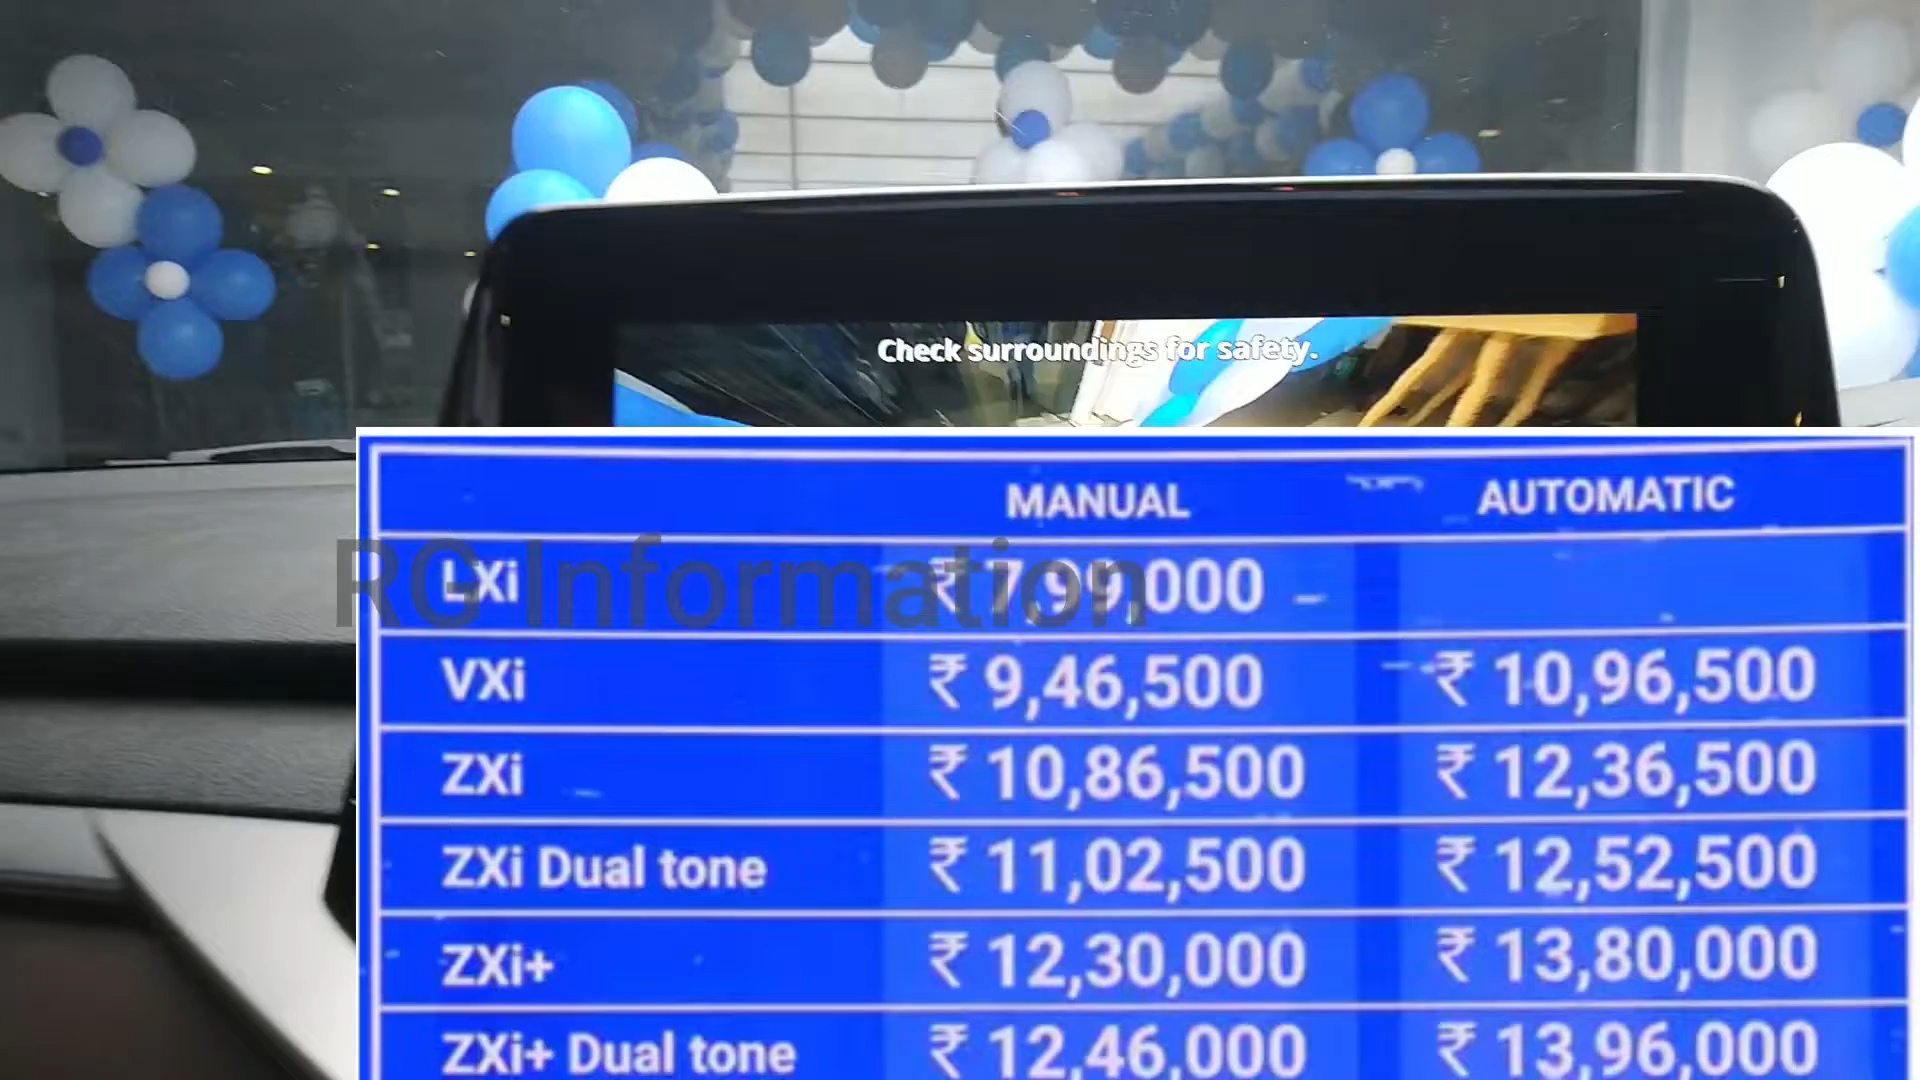 Check surroundings for safety.
MANUAL AUTOMATIC
RG Information
LXi ₹ 7,99,000
VXi ₹ 9,46,500 ₹ 10,96,500
ZXi ₹ 10,86,500 ₹ 12,36,500
ZXi Dual tone ₹ 11,02,500 ₹ 12,52,500
ZXi+ ₹ 12,30,000 ₹ 13,80,000
ZXi+ Dual tone ₹ 12,46,000 ₹ 13,96,000